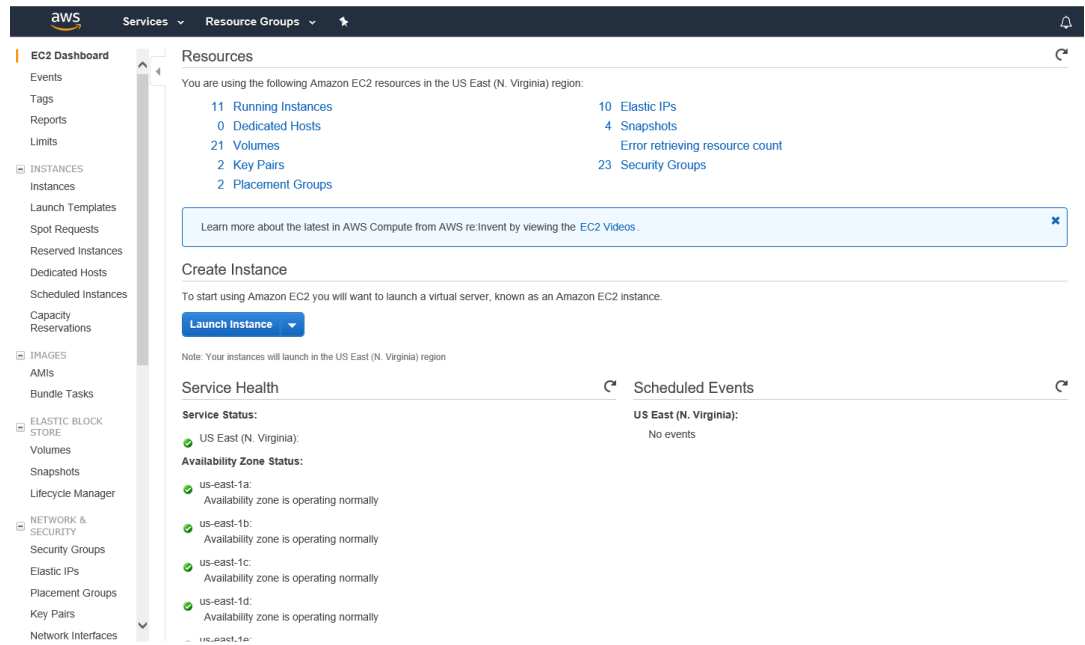 aws
Services
Resource Groups
EC2 Dashboard
Events
Tags
Reports
Limits
INSTANCES
Instances
Launch Templates
Spot Requests
Reserved Instances
Dedicated Hosts
Scheduled Instances
Capacity
Reservations
IMAGES
AMIs
Bundle Tasks
ELASTIC BLOCK
STORE
Volumes
Snapshots
Lifecycle Manager
NETWORK &
SECURITY
Security Groups
Elastic IPs
Placement Groups
Key Pairs
Network Interfaces
Resources
You are using the following Amazon EC2 resources in the US East (N. Virginia) region:
11 Running Instances
0 Dedicated Hosts
21 Volumes
2 Key Pairs
2 Placement Groups
10 Elastic IPs
4 Snapshots
Error retrieving resource count
23 Security Groups
Learn more about the latest in AWS Compute from AWS re:Invent by viewing the EC2 Videos.
Create Instance
To start using Amazon EC2 you will want to launch a virtual server, known as an Amazon EC2 instance.
Launch Instance
Note: Your instances will launch in the US East (N. Virginia) region
Service Health
Service Status:
US East (N. Virginia):
Availability Zone Status:
us-east-1a:
Availability zone is operating normally
us-east-1b:
Availability zone is operating normally
us-east-1c:
Availability zone is operating normally
us-east-1d:
Availability zone is operating normally
us-east-1e:
Scheduled Events
US East (N. Virginia):
No events